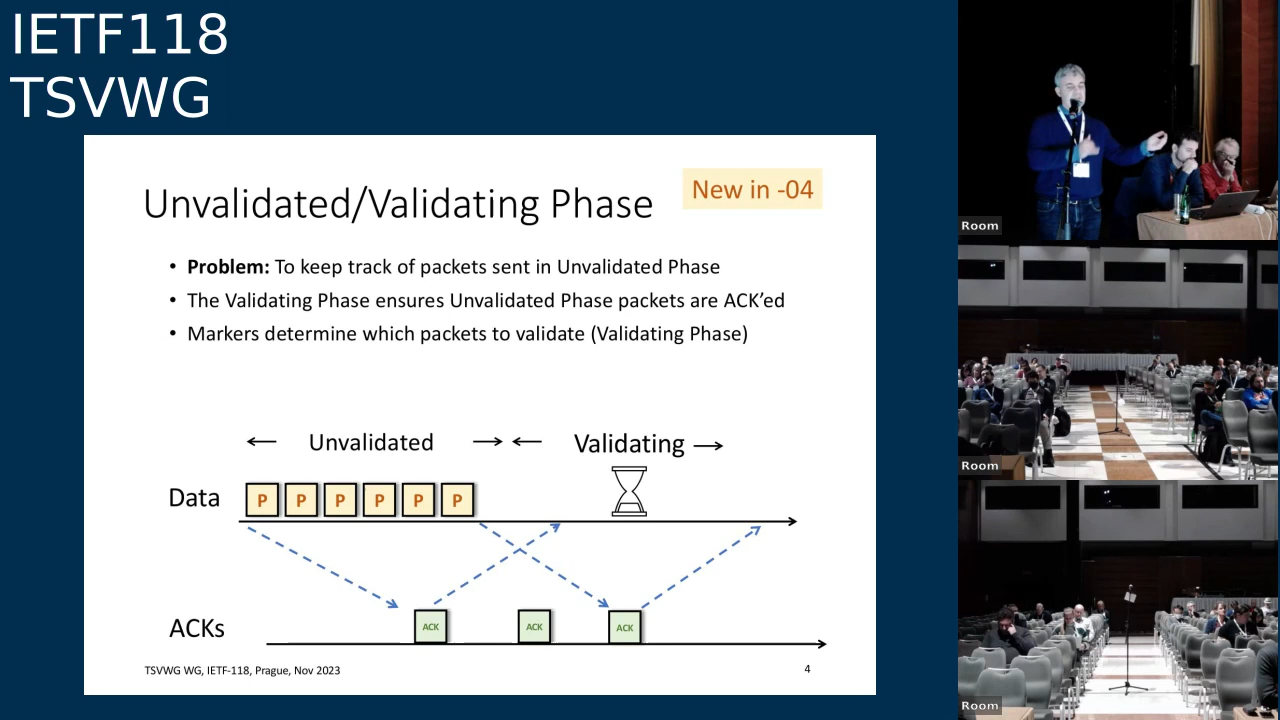 IETF118
TSVWG
Unvalidated/Validating Phase
New in -04
• Problem: To keep track of packets sent in Unvalidated Phase
• The Validating Phase ensures Unvalidated Phase packets are ACK’ed
• Markers determine which packets to validate (Validating Phase)
Unvalidated
Validating
Data
P P P P P P
ACKs
ACK ACK ACK
TSVWG WG, IETF-118, Prague, Nov 2023
4
Room
Room
Room